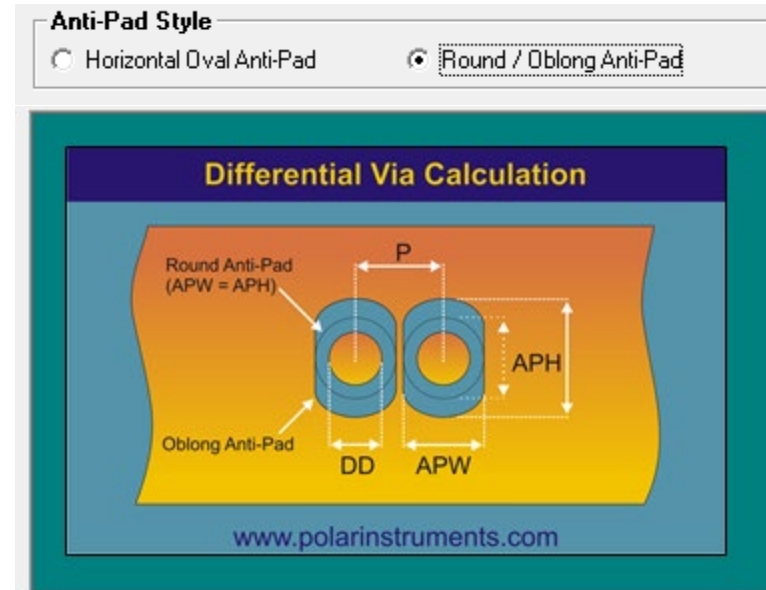 Anti-Pad Style
Horizontal Oval Anti-Pad
Round / Oblong Anti-Pad
Differential Via Calculation
P
Round Anti-Pad
(APW = APH)
APH
Oblong Anti-Pad
DD
APW
www.polarinstruments.com